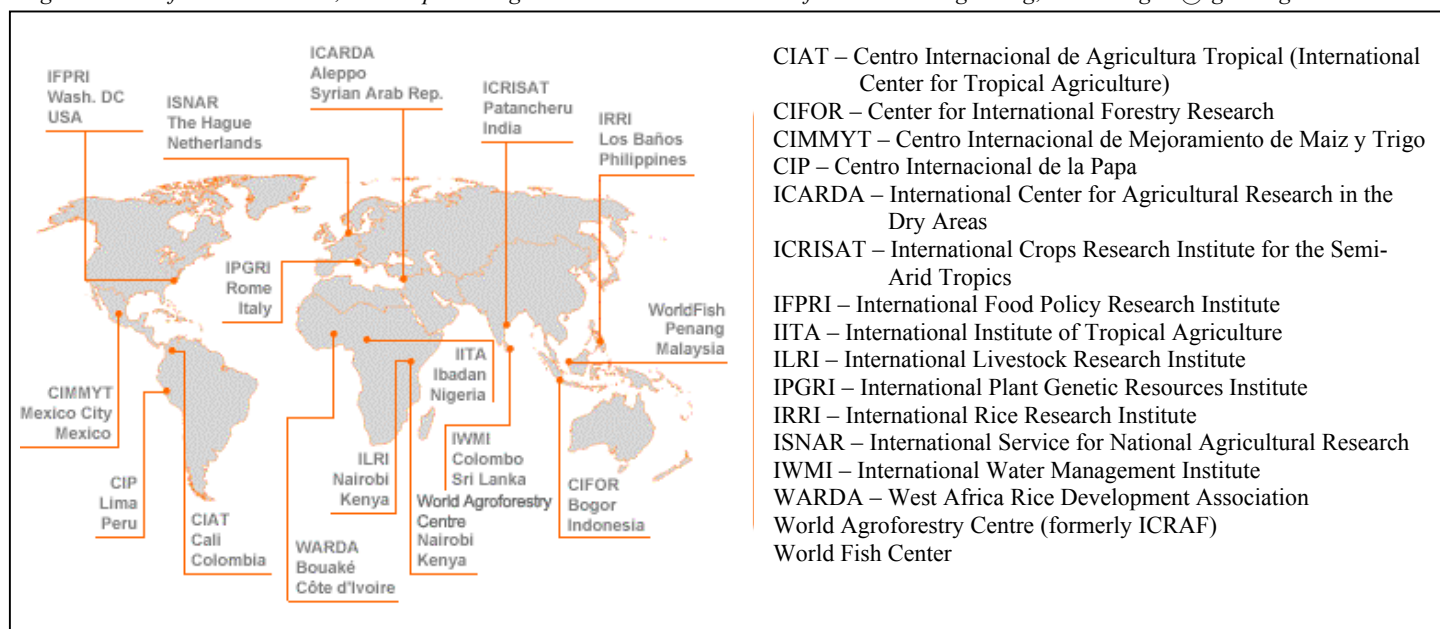 IFPRI
Wash. DC
USA
ISNAR
The Hague
Netherlands
ICARDA
Aleppo
Syrian Arab Rep.
ICRISAT
Patancheru
India
IRRI
Los Baños
Philippines
IPGRI
Rome
Italy
WorldFish
Penang
Malaysia
CIMMYT
Mexico City
Mexico
IITA
Ibadan
Nigeria
CIP
Lima
Peru
CIAT
Cali
Colombia
ILRI
Nairobi
Kenya
IWMI
Colombo
Sri Lanka
World Agroforestry
Centre
Nairobi
Kenya
CIFOR
Bogor
Indonesia
WARDA
Bouaké
Côte d'Ivoire
CIAT – Centro Internacional de Agricultura Tropical (International
Center for Tropical Agriculture)
CIFOR – Center for International Forestry Research
CIMMYT – Centro Internacional de Mejoramiento de Maiz y Trigo
CIP – Centro Internacional de la Papa
ICARDA – International Center for Agricultural Research in the
Dry Areas
ICRISAT – International Crops Research Institute for the Semi-
Arid Tropics
IFPRI – International Food Policy Research Institute
IITA – International Institute of Tropical Agriculture
ILRI – International Livestock Research Institute
IPGRI – International Plant Genetic Resources Institute
IRRI – International Rice Research Institute
ISNAR – International Service for National Agricultural Research
IWMI – International Water Management Institute
WARDA – West Africa Rice Development Association
World Agroforestry Centre (formerly ICRAF)
World Fish Center